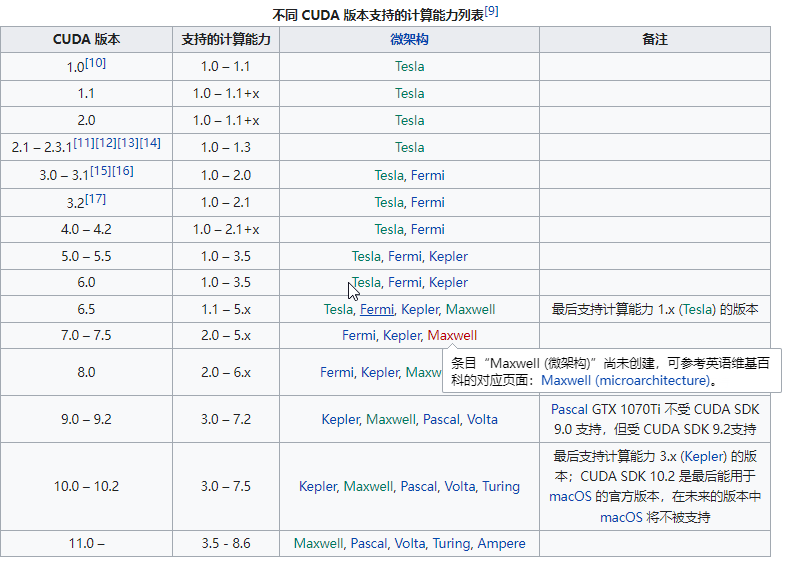 不同 CUDA 版本支持的计算能力列表[9]
CUDA 版本 支持的计算能力 微架构 备注
1.0[10] 1.0 – 1.1 Tesla
1.1 1.0 – 1.1+x Tesla
2.0 1.0 – 1.1+x Tesla
2.1 – 2.3.1[11][12][13][14] 1.0 – 1.3 Tesla
3.0 – 3.1[15][16] 1.0 – 2.0 Tesla, Fermi
3.2[17] 1.0 – 2.1 Tesla, Fermi
4.0 – 4.2 1.0 – 2.1+x Tesla, Fermi
5.0 – 5.5 1.0 – 3.5 Tesla, Fermi, Kepler
6.0 1.0 – 3.5 Tesla, Fermi, Kepler
6.5 1.1 – 5.x Tesla, Fermi, Kepler, Maxwell 最后支持计算能力 1.x (Tesla) 的版本
7.0 – 7.5 2.0 – 5.x Fermi, Kepler, Maxwell
条目“Maxwell (微架构)”尚未创建，可参考英语维基百
科的对应页面：Maxwell (microarchitecture)。
8.0 2.0 – 6.x Fermi, Kepler,
9.0 – 9.2 3.0 – 7.2 Kepler, Maxwell, Pascal, Volta
Pascal GTX 1070Ti 不受 CUDA SDK
9.0 支持，但受 CUDA SDK 9.2支持
10.0 – 10.2 3.0 – 7.5 Kepler, Maxwell, Pascal, Volta, Turing
最后支持计算能力 3.x (Kepler) 的版
本；CUDA SDK 10.2 是最后能用于
macOS 的官方版本，在未来的版本中
macOS 将不被支持
11.0 – 3.5 - 8.6 Maxwell, Pascal, Volta, Turing, Ampere